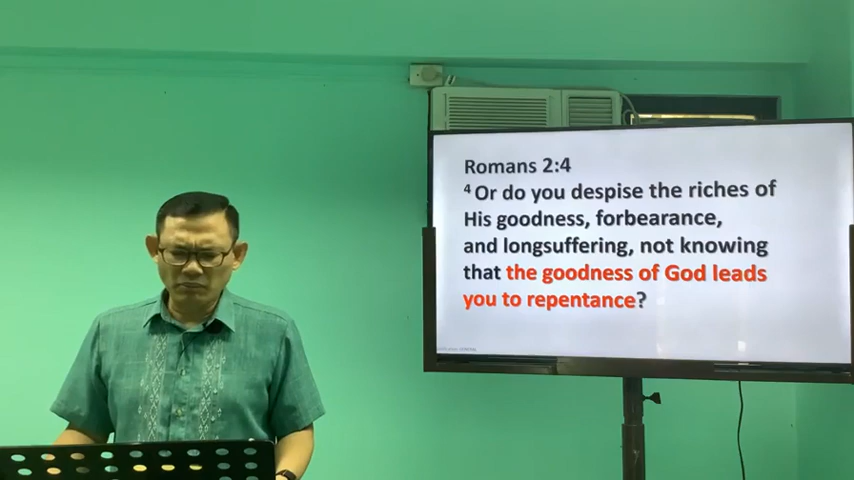 Romans 2:4
4 Or do you despise the riches of
His goodness, forbearance,
and longsuffering, not knowing
that the goodness of God leads
you to repentance?